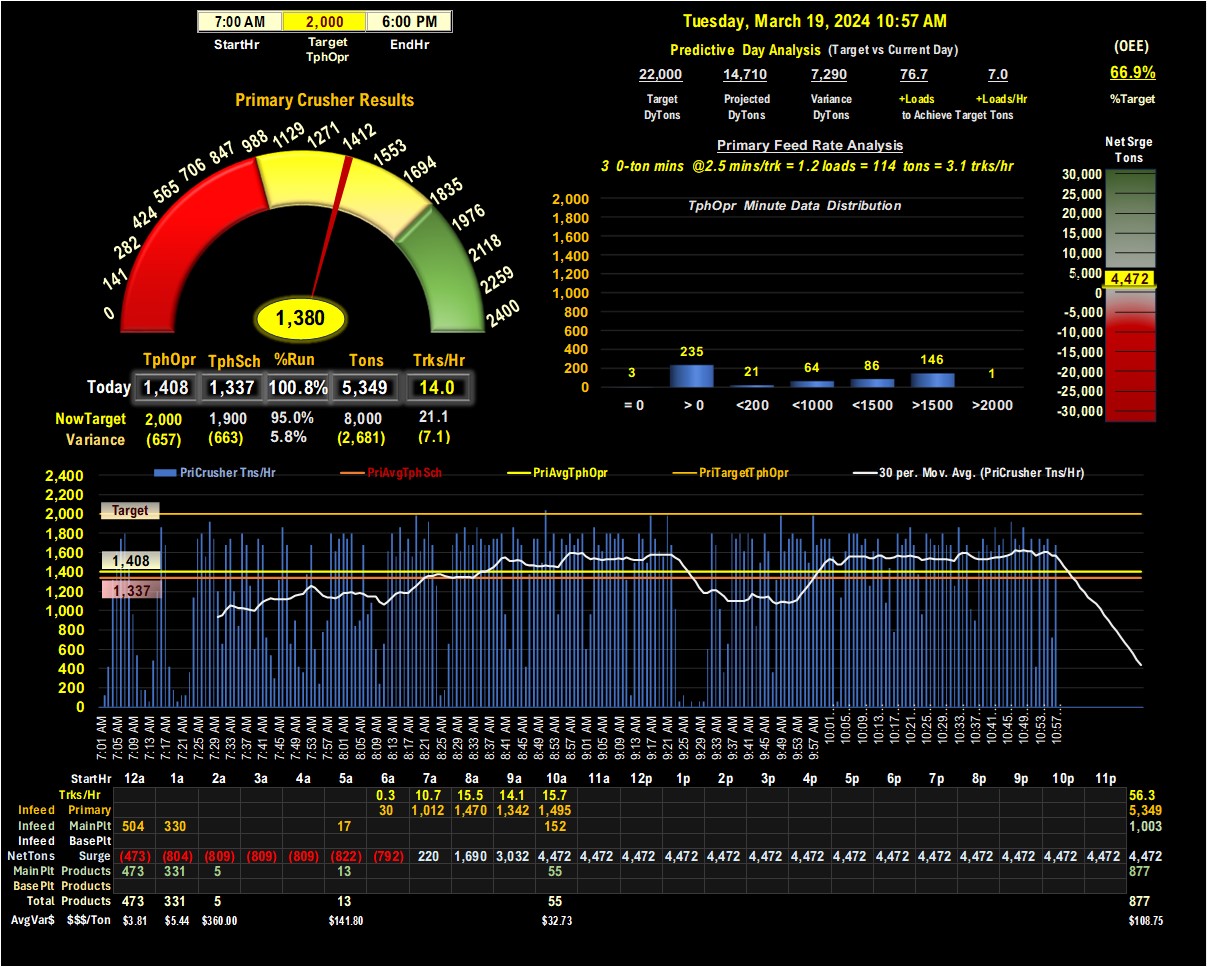 7:00 AM 2,000 6:00 PM
StartHr Target TphOpr EndHr
Tuesday, March 19, 2024 10:57 AM
Predictive Day Analysis (Target vs Current Day)
(OEE)
22,000 14,710 7,290 76.7 7.0
66.9%
Target DyTons Projected DyTons Variance DyTons +Loads +Loads/Hr to Achieve Target Tons
%Target
Primary Crusher Results
0 141 282 424 565 706 847 988 1129 1271 1412 1553 1694 1835 1976 2118 2259 2400
1,380
Primary Feed Rate Analysis
3 0-ton mins @2.5 mins/trk = 1.2 loads = 114 tons = 3.1 trks/hr
TphOpr Minute Data Distribution
2,000
1,800
1,600
1,400
1,200
1,000
800
600
400
200
0
3 235 21 64 86 146 1
= 0 > 0 <200 <1000 <1500 >1500 >2000
Net Srge
Tons
30,000
25,000
20,000
15,000
10,000
5,000
4,472
0
-5,000
-10,000
-15,000
-20,000
-25,000
-30,000
TphOpr TphSch %Run Tons Trks/Hr
Today 1,408 1,337 100.8% 5,349 14.0
NowTarget 2,000 1,900 95.0% 8,000 21.1
Variance (657) (663) 5.8% (2,681) (7.1)
PriCrusher Tns/Hr PriAvgTphSch PriAvgTphOpr PriTargetTphOpr 30 per. Mov. Avg. (PriCrusher Tns/Hr)
2,400
2,200
2,000
1,800
1,600
1,400
1,200
1,000
800
600
400
200
0
Target
1,408
1,337
7:01 AM 7:05 AM 7:09 AM 7:13 AM 7:17 AM 7:21 AM 7:25 AM 7:29 AM 7:33 AM 7:37 AM 7:41 AM 7:45 AM 7:49 AM 7:53 AM 7:57 AM 8:01 AM 8:05 AM 8:09 AM 8:13 AM 8:17 AM 8:21 AM 8:25 AM 8:29 AM 8:33 AM 8:37 AM 8:41 AM 8:45 AM 8:49 AM 8:53 AM 8:57 AM 9:01 AM 9:05 AM 9:09 AM 9:13 AM 9:17 AM 9:21 AM 9:25 AM 9:29 AM 9:33 AM 9:37 AM 9:41 AM 9:45 AM 9:49 AM 9:53 AM 9:57 AM 10:01… 10:05… 10:09… 10:13… 10:17… 10:21… 10:25… 10:29… 10:33… 10:37… 10:41… 10:45… 10:49… 10:53… 10:57…
StartHr 12a 1a 2a 3a 4a 5a 6a 7a 8a 9a 10a 11a 12p 1p 2p 3p 4p 5p 6p 7p 8p 9p 10p 11p
Trks/Hr 0.3 10.7 15.5 14.1 15.7 56.3
Infeed Primary 30 1,012 1,470 1,342 1,495 5,349
Infeed MainPlt 504 330 17 152 1,003
Infeed BasePlt
NetTons Surge (473) (804) (809) (809) (809) (822) (792) 220 1,690 3,032 4,472 4,472 4,472 4,472 4,472 4,472 4,472 4,472 4,472 4,472 4,472 4,472 4,472 4,472 4,472
MainPlt Products 473 331 5 13 55 877
BasePlt Products
Total Products 473 331 5 13 55 877
AvgVar$ $$$/Ton $3.81 $5.44 $360.00 $141.80 $32.73 $108.75